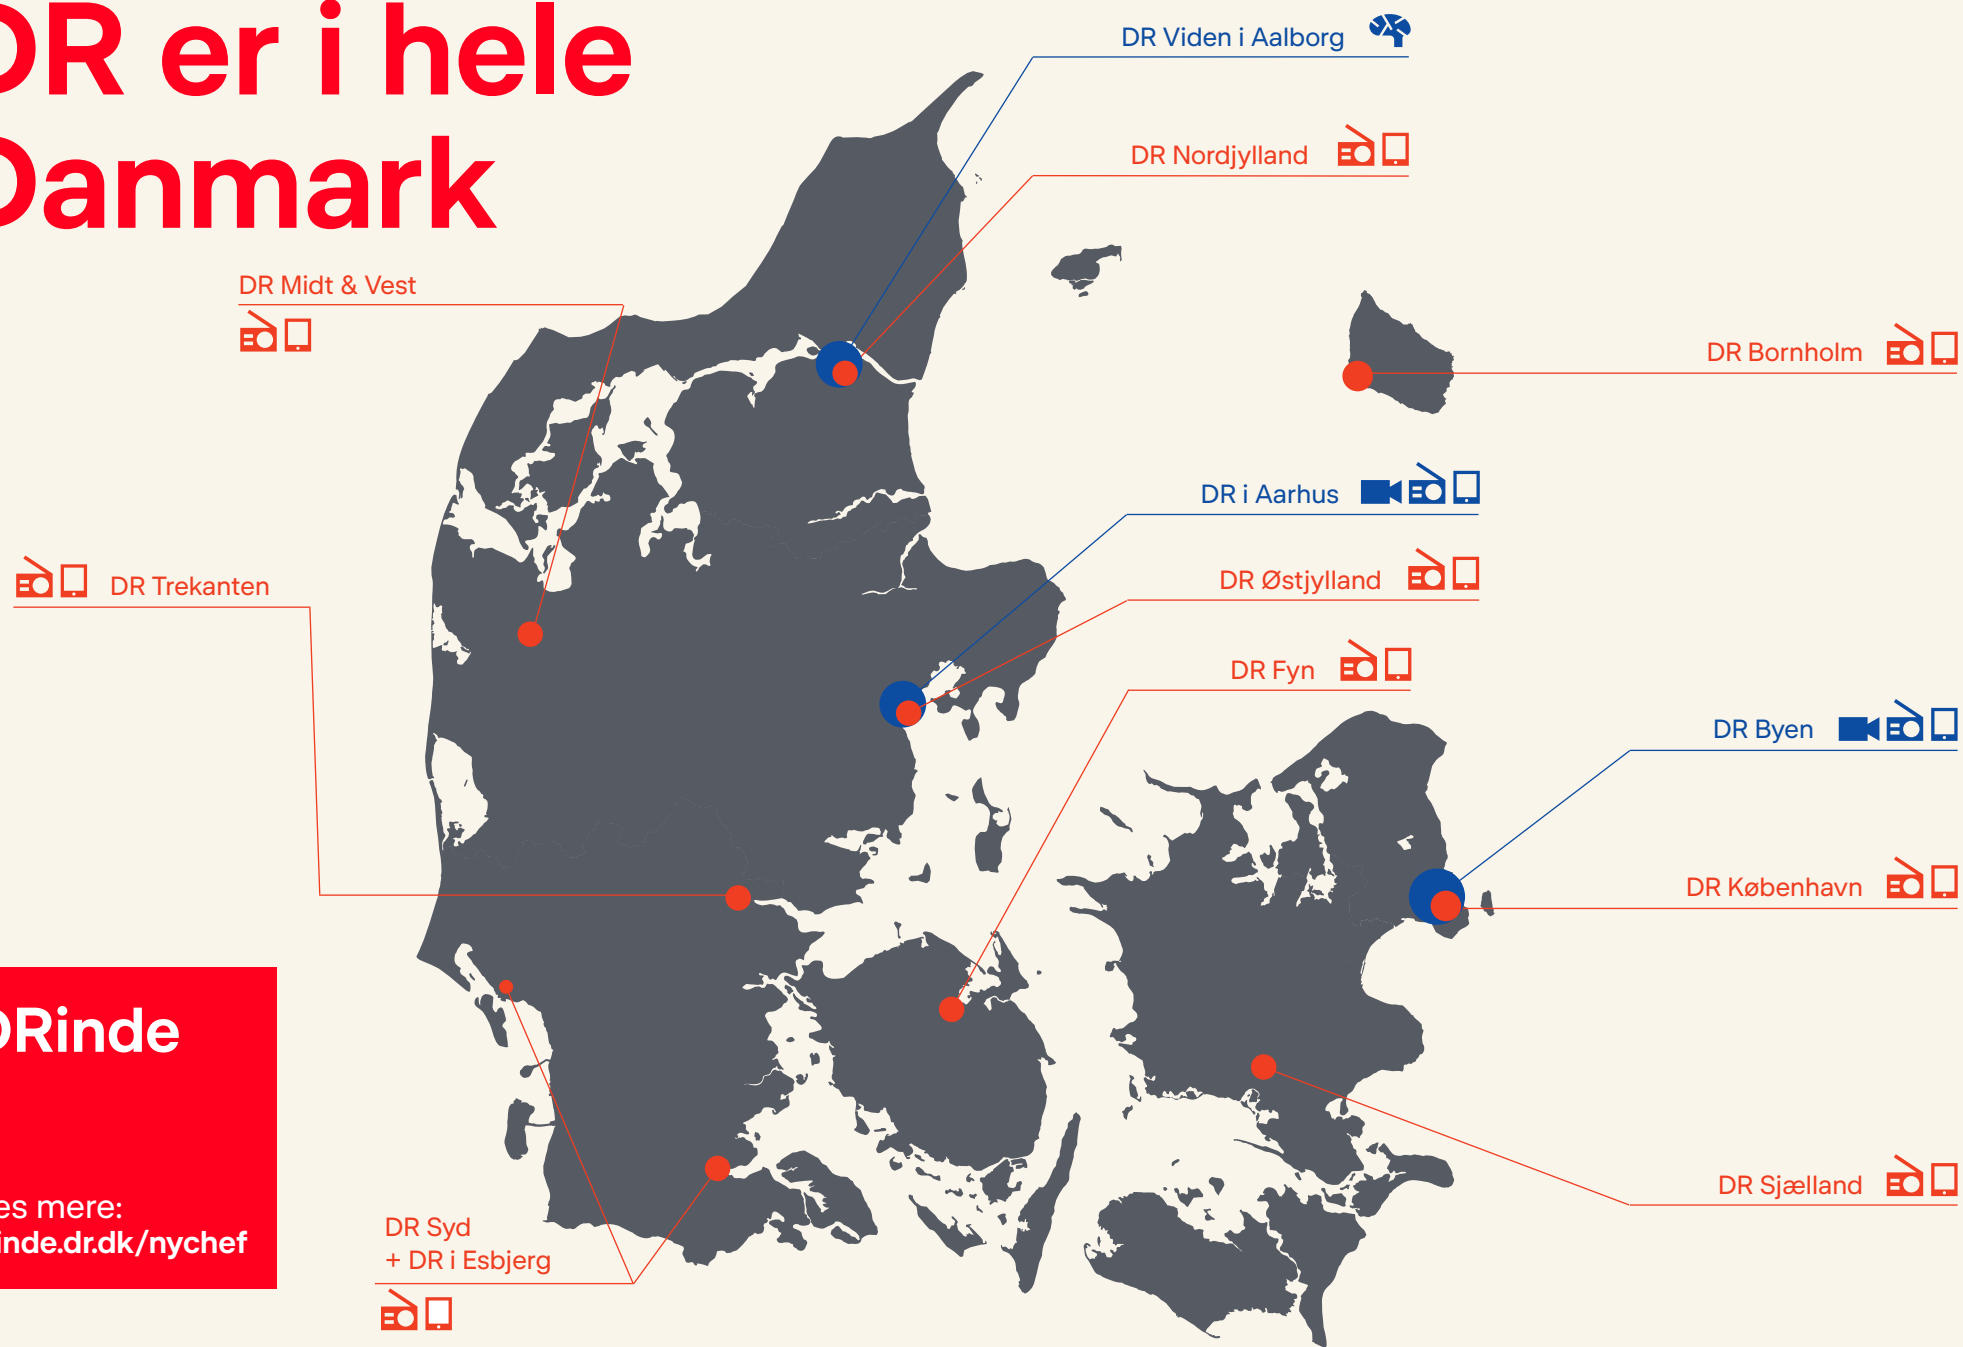 DR er i hele
Danmark
DR Viden i Aalborg
DR Nordjylland
DR Midt & Vest
DR Bornholm
DR i Aarhus
DR Trekanten
DR Østjylland
DR Fyn
DR Byen
DR København
DR Sjælland
DR Syd
+ DR i Esbjerg
DRinde
es mere:
inde.dr.dk/nychef